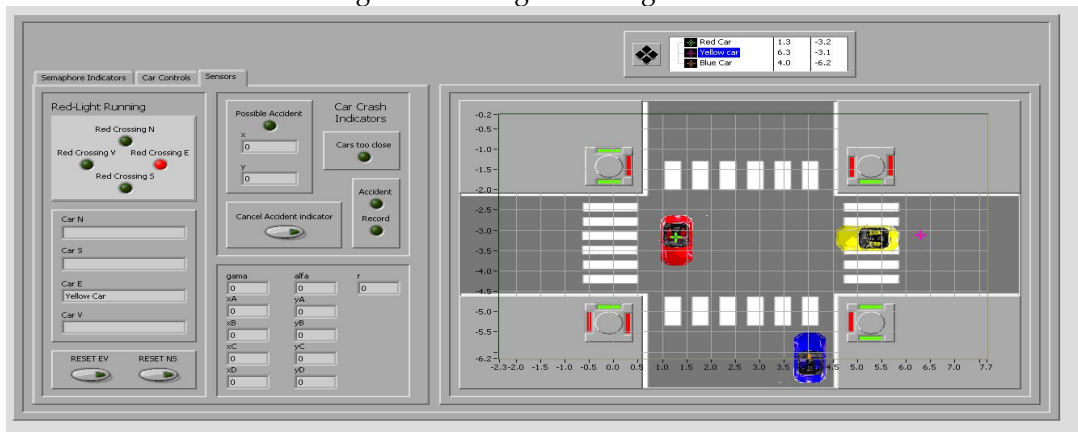 Red Car 1.3 -3.2
Yellow car 6.3 -3.1
Blue Car 4.0 -6.2
Semaphore Indicators Car Controls Sensors
Red-Light Running
Red Crossing N
Red Crossing V Red Crossing E
Red Crossing S
Car N
Car S
Car E
Yellow Car
Car V
RESET EV RESET NS
Possible Accident
x
0
y
0
Car Crash
Indicators
Cars too close
Accident
Record
Cancel Accident indicator
gama alfa r
0 0 0
xA yA
0 0
xB yB
0 0
xC yC
0 0
xD yD
0 0
-0.2
-0.5
-1.0
-1.5
-2.0
-2.5
-3.0
-3.5
-4.0
-4.5
-5.0
-5.5
-6.2
-2.3 -2.0 -1.5 -1.0 -0.5 0.0 0.5 1.0 1.5 2.0 2.5 3.0 3.5 4.5 5.0 5.5 6.0 6.5 7.0 7.7